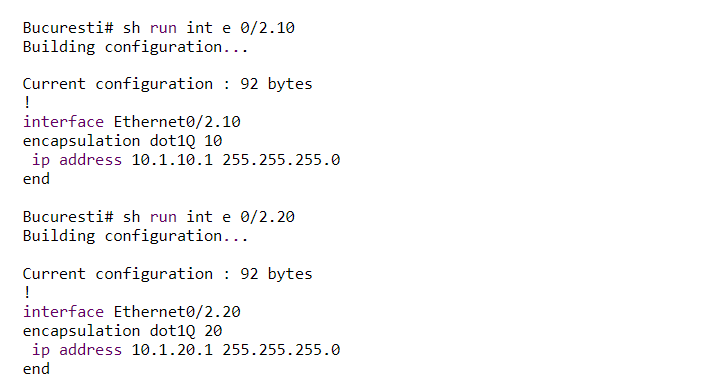 Bucuresti# sh run int e 0/2.10
Building configuration...
Current configuration : 92 bytes
!
interface Ethernet0/2.10
encapsulation dot1Q 10
ip address 10.1.10.1 255.255.255.0
end
Bucuresti# sh run int e 0/2.20
Building configuration...
Current configuration : 92 bytes
!
interface Ethernet0/2.20
encapsulation dot1Q 20
ip address 10.1.20.1 255.255.255.0
end